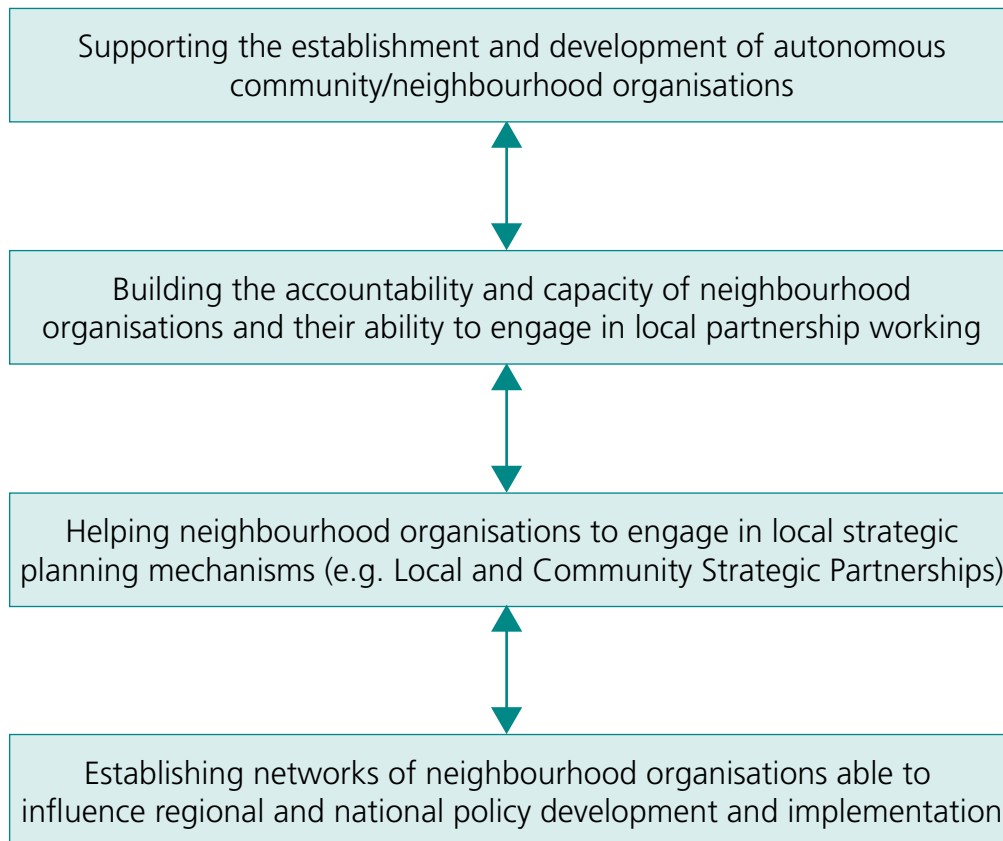 Supporting the establishment and development of autonomous
community/neighbourhood organisations
Building the accountability and capacity of neighbourhood
organisations and their ability to engage in local partnership working
Helping neighbourhood organisations to engage in local strategic
planning mechanisms (e.g. Local and Community Strategic Partnerships)
Establishing networks of neighbourhood organisations able to
influence regional and national policy development and implementation